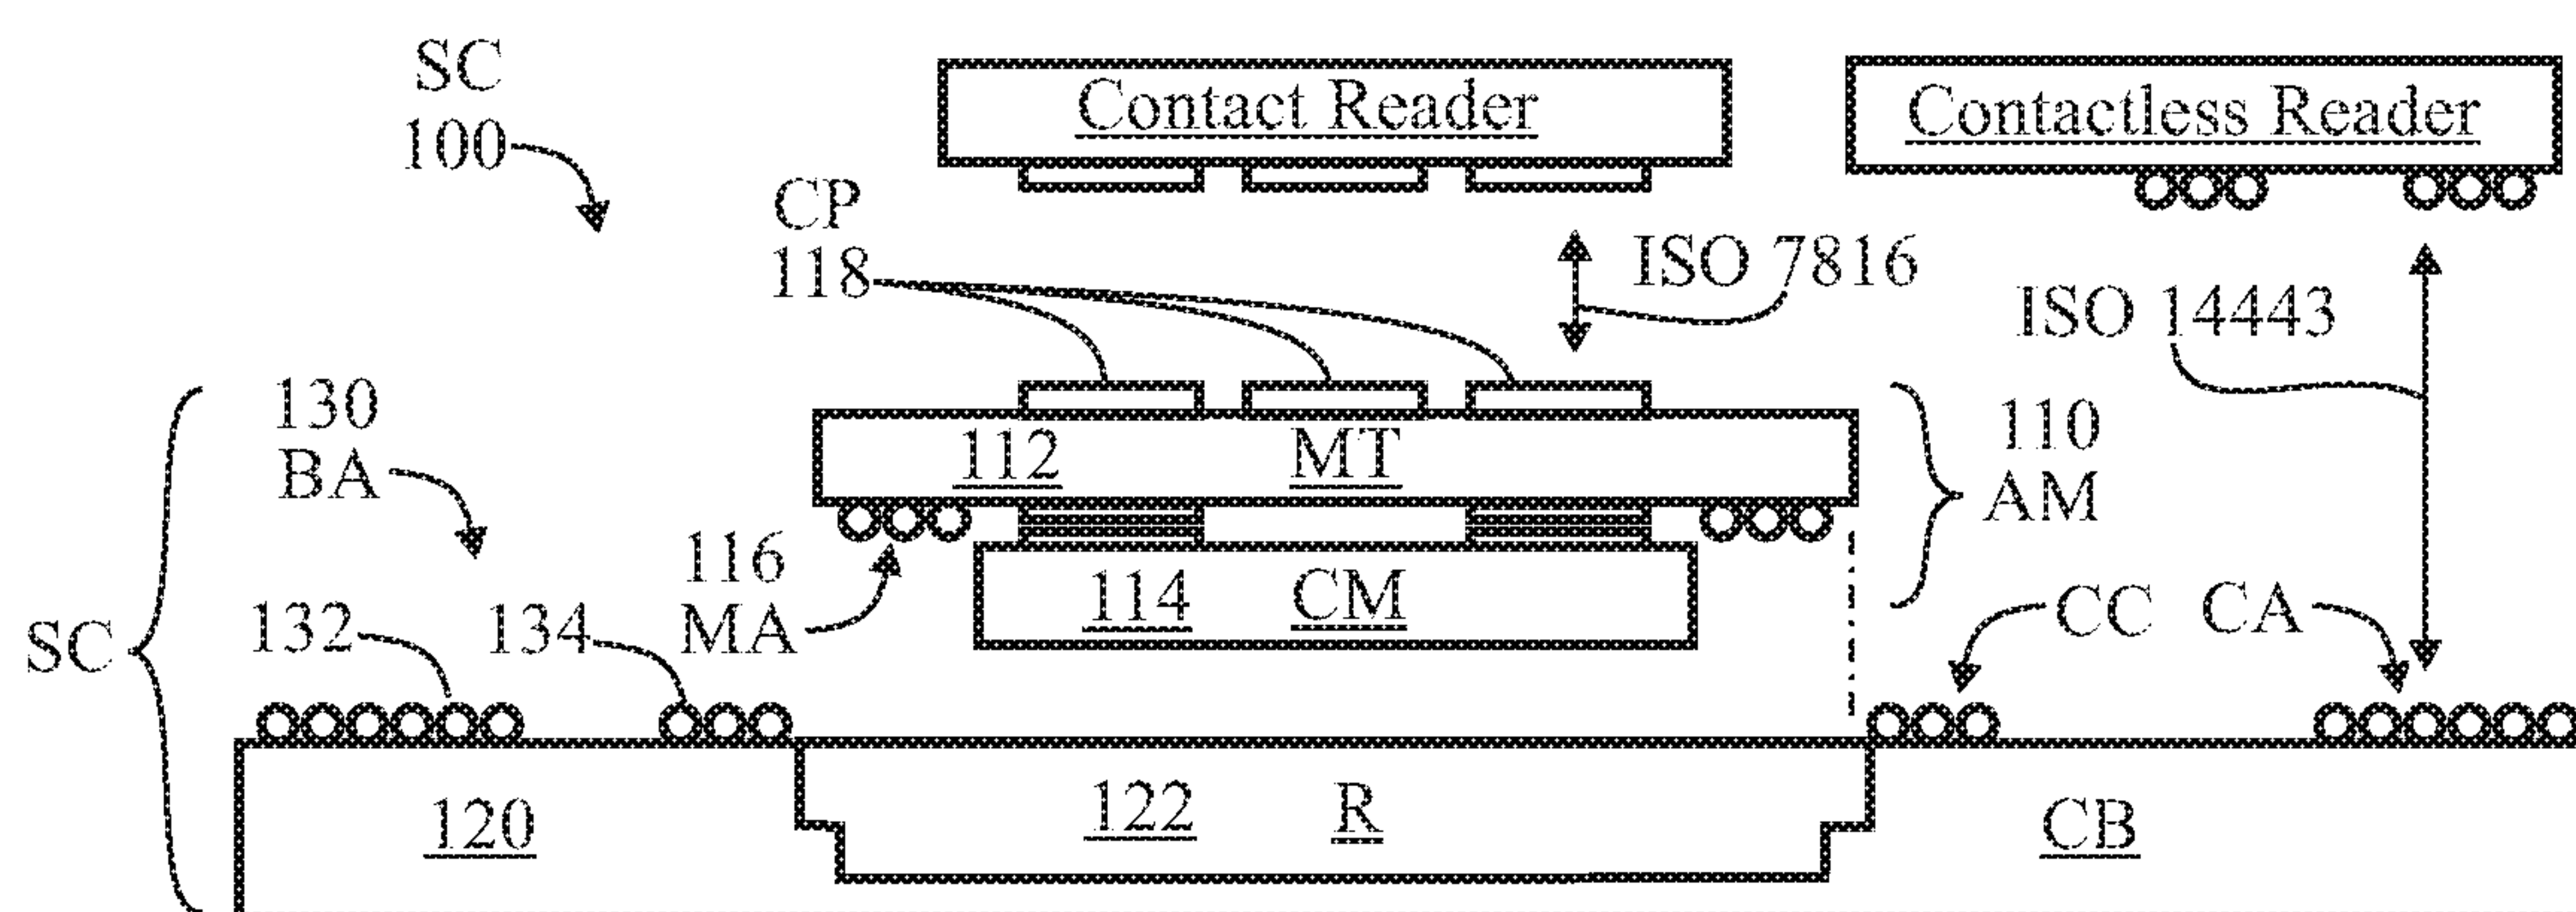 SC
100
Contact Reader
Contactless Reader
CP
118
ISO 7816
ISO 14443
130
BA
112
MT
110
AM
116
MA
114
CM
SC
132
134
CC
CA
120
122
R
CB